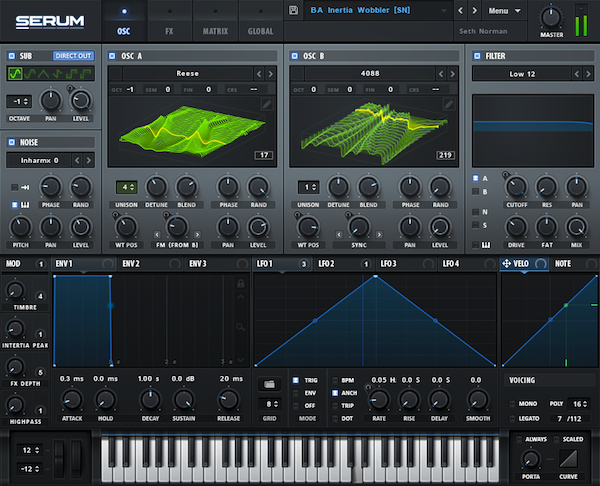 SERUM
OSC
FX
MATRIX
GLOBAL
BA Inertia Wobbler [SN]
Menu
Seth Norman
MASTER
SUB
DIRECT OUT
OSC A
OSC B
FILTER
Reese
4088
Low 12
OCT -1 SEM 0 FIN 0 CRS --
OCT 0 SEM 0 FIN 0 CRS --
-1
OCTAVE
PAN
LEVEL
17
219
NOISE
Inharmx 0
PHASE
RAND
PITCH
PAN
LEVEL
4
UNISON
DETUNE
BLEND
PHASE
RAND
WT POS
FM (FROM B)
PAN
LEVEL
1
UNISON
DETUNE
BLEND
PHASE
RAND
WT POS
SYNC
PAN
LEVEL
A
B
N
S
CUTOFF
RES
PAN
DRIVE
FAT
MIX
MOD 1
ENV 1
ENV 2
ENV 3
LFO 1 3
LFO 2 1
LFO 3
LFO 4
VELO
NOTE
TIMBRE
4
INTERTIA PEAK
1
FX DEPTH
5
HIGHPASS
1
0.3 ms
0.0 ms
1.00 s
0.0 dB
20 ms
ATTACK
HOLD
DECAY
SUSTAIN
RELEASE
8
GRID
TRIG
ENV
OFF
MODE
BPM
ANCH
TRIP
DOT
0.05 Hz
0.0 S
0.0 S
0.0
RATE
RISE
DELAY
SMOOTH
VOICING
MONO
POLY 16
LEGATO
7 /112
ALWAYS
SCALED
PORTA
CURVE
12
-12